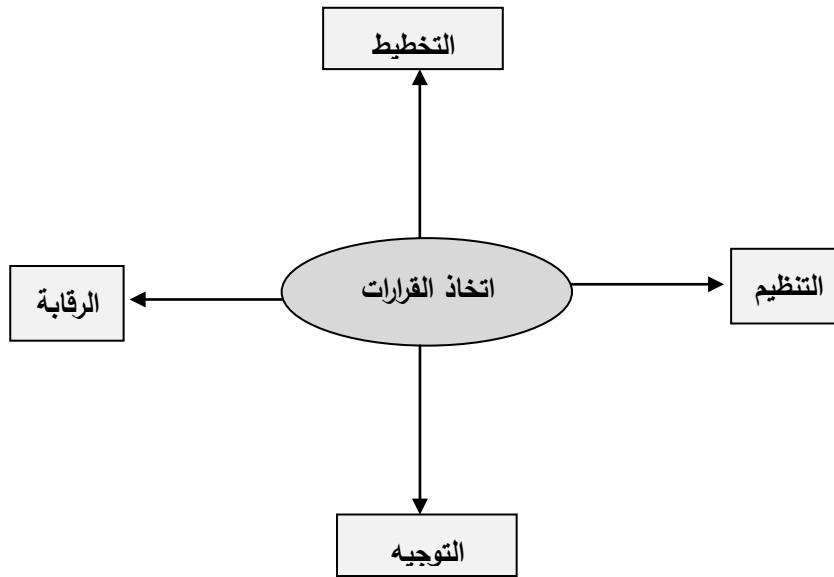 التخطيط
اتخاذ القرارات
التنظيم
الرقابة
التوجيه